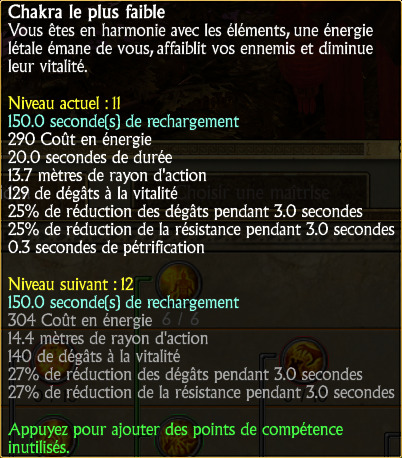 Chakra le plus faible
Vous êtes en harmonie avec les éléments, une énergie
létale émane de vous, affaiblit vos ennemis et diminue
leur vitalité.
Niveau actuel : 11
150.0 seconde(s) de rechargement
290 Coût en énergie
20.0 secondes de durée
13.7 mètres de rayon d'action
129 de dégâts à la vitalité
25% de réduction des dégâts pendant 3.0 secondes
25% de réduction de la résistance pendant 3.0 secondes
0.3 secondes de pétrification
Niveau suivant : 12
150.0 seconde(s) de rechargement
304 Coût en énergie 6 / 6
14.4 mètres de rayon d'action
140 de dégâts à la vitalité
27% de réduction des dégâts pendant 3.0 secondes
27% de réduction de la résistance pendant 3.0 secondes
Appuyez pour ajouter des points de compétence
inutilisés.